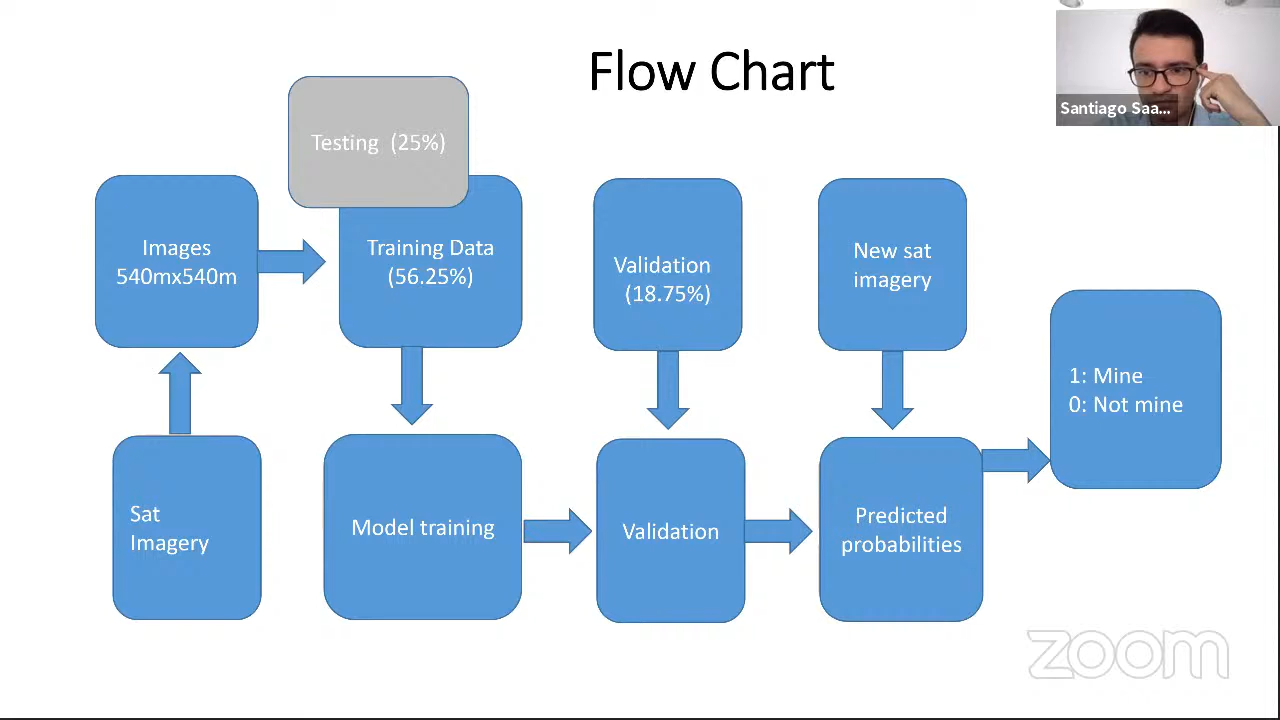 Flow Chart
Santiago Saa...
Testing (25%)
Images
540mx540m
Training Data
(56.25%)
Validation
(18.75%)
New sat
imagery
1: Mine
0: Not mine
Sat
Imagery
Model training
Validation
Predicted
probabilities
zoom